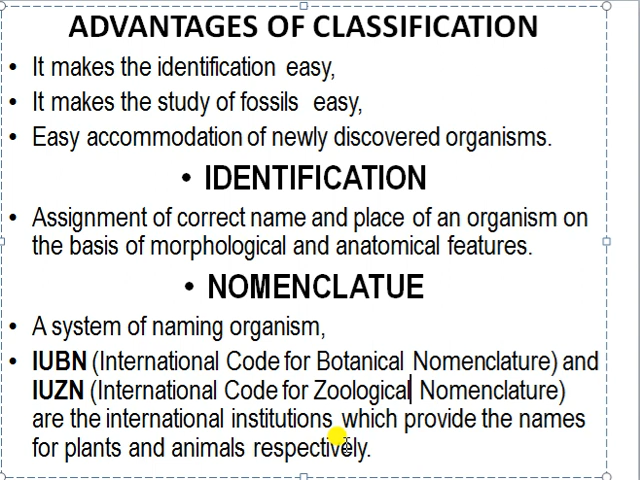 ADVANTAGES OF CLASSIFICATION
• It makes the identification easy,
• It makes the study of fossils easy,
• Easy accommodation of newly discovered organisms.
• IDENTIFICATION
• Assignment of correct name and place of an organism on
the basis of morphological and anatomical features.
• NOMENCLATUE
• A system of naming organism,
• IUBN (International Code for Botanical Nomenclature) and
IUZN (International Code for Zoological Nomenclature)
are the international institutions which provide the names
for plants and animals respectively.